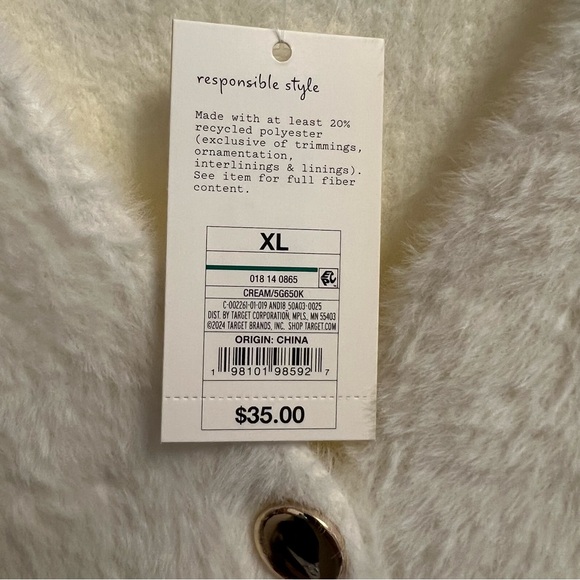 responsible style
Made with at least 20%
recycled polyester
(exclusive of trimmings,
ornamentation,
interlinings & linings).
See item for full fiber
content.
XL
018 14 0865
CREAM/5G650K
C-002261-01-019 AND18 50A03-0025
DIST. BY TARGET CORPORATION, MPLS., MN 55403
©2024 TARGET BRANDS, INC. SHOP TARGET.COM
ORIGIN: CHINA
1 98101 98592 7
$35.00